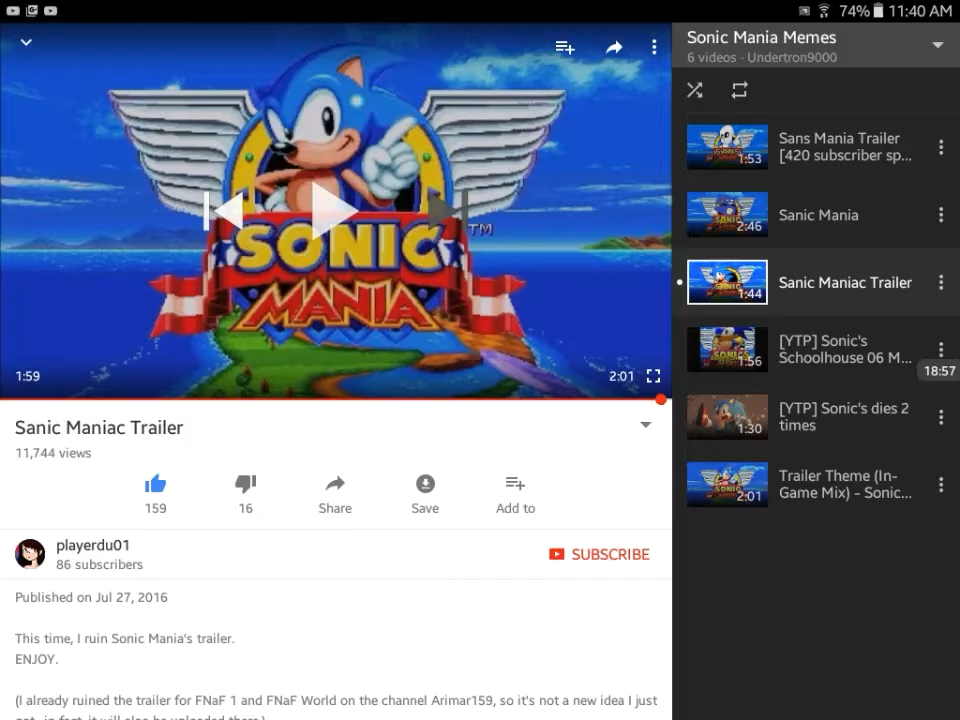 74% 11:40 AM
SONIC
TM
MANIA
1:59
2:01
Sanic Maniac Trailer
11,744 views
159
16
Share
Save
Add to
playerdu01
86 subscribers
SUBSCRIBE
Published on Jul 27, 2016
This time, I ruin Sonic Mania's trailer.
ENJOY.
(I already ruined the trailer for FNaF 1 and FNaF World on the channel Arimar159, so it's not a new idea I just
Sonic Mania Memes
6 videos · Undertron9000
Sans Mania Trailer
[420 subscriber sp...
1:53
Sanic Mania
2:46
Sanic Maniac Trailer
1:44
[YTP] Sonic's
Schoolhouse 06 M...
1:56
18:57
[YTP] Sonic's dies 2
times
1:30
Trailer Theme (In-
Game Mix) – Sonic...
2:01